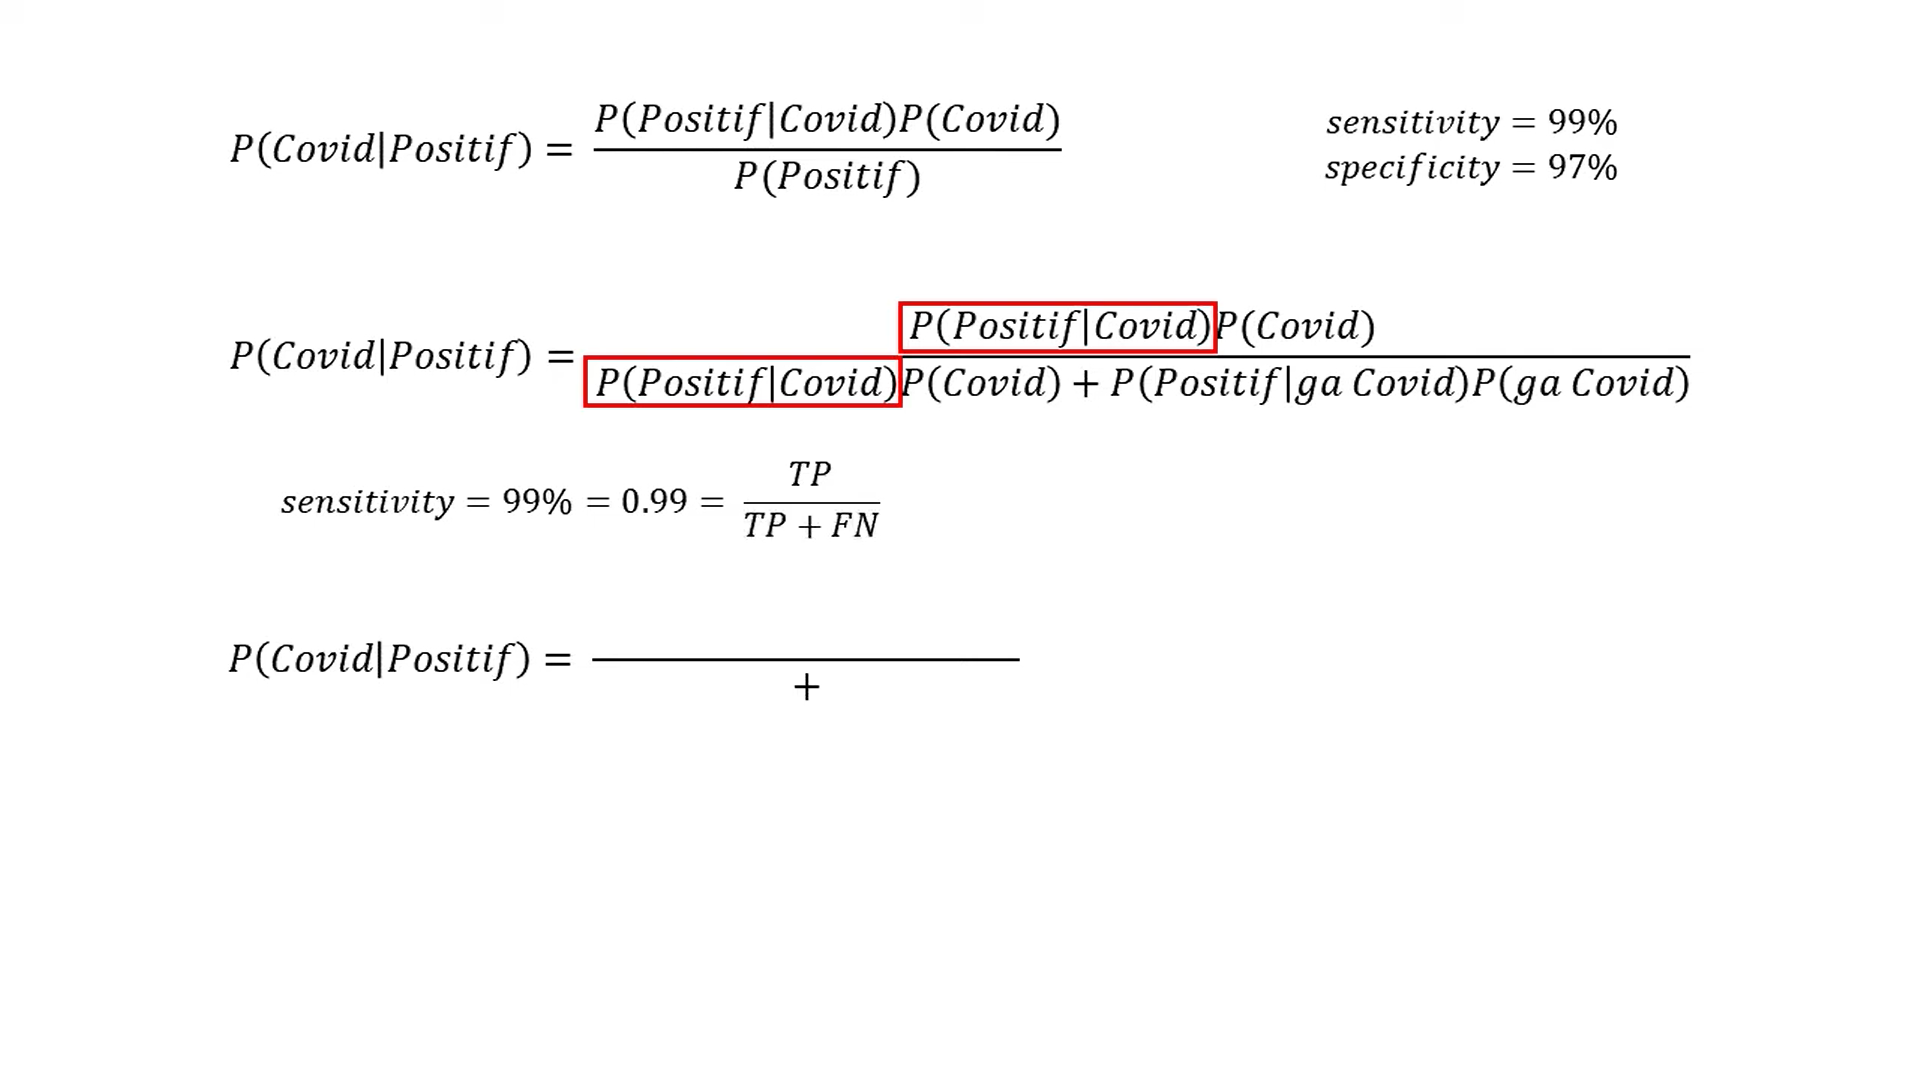 P(Covid|Positif) = P(Positif|Covid)P(Covid) / P(Positif)
sensitivity = 99%
specificity = 97%
P(Covid|Positif) = P(Positif|Covid)P(Covid) / P(Positif|Covid)P(Covid) + P(Positif|ga Covid)P(ga Covid)
sensitivity = 99% = 0.99 = TP / TP + FN
P(Covid|Positif) =
+